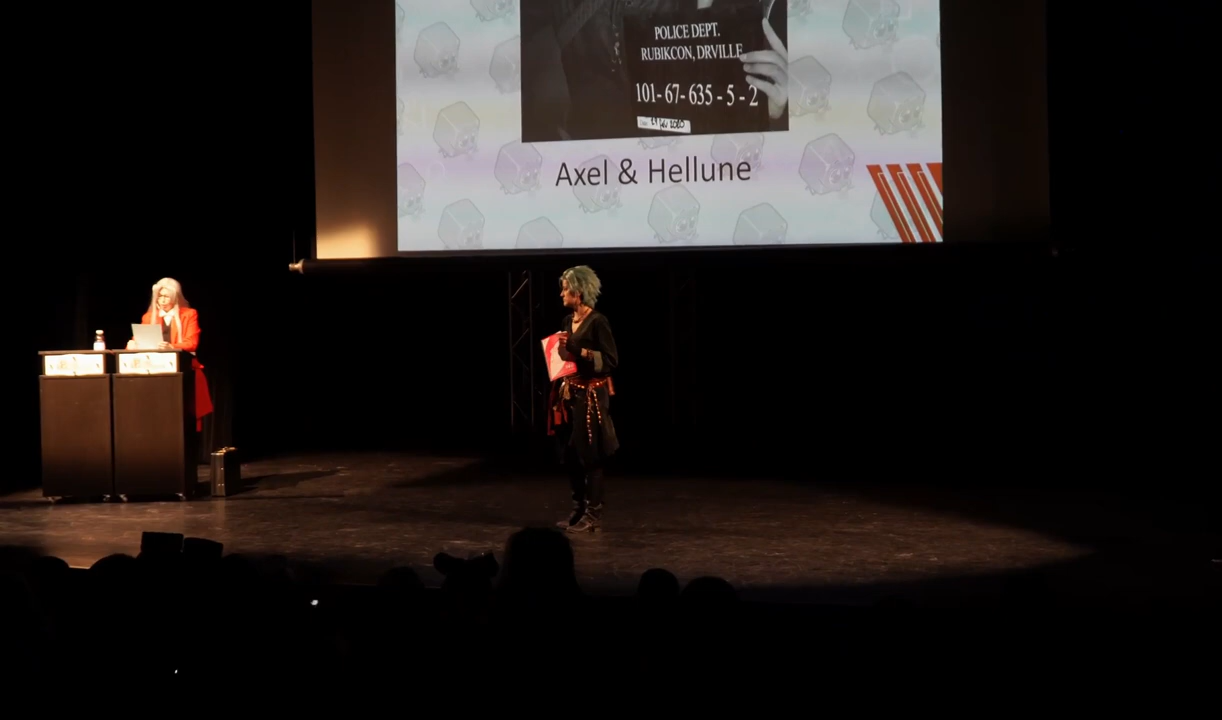 POLICE DEPT.
RUBIKCON, DRVILLE
101-67-635-5-2
Axel & Hellune